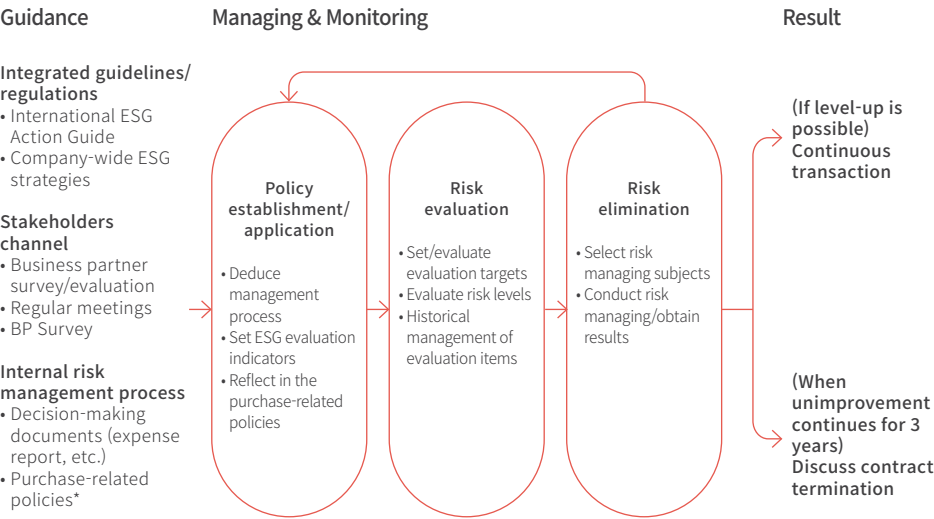 Guidance
Managing & Monitoring
Result
Integrated guidelines/
regulations
• International ESG
Action Guide
• Company-wide ESG
strategies
Stakeholders
channel
• Business partner
survey/evaluation
• Regular meetings
• BP Survey
Internal risk
management process
• Decision-making
documents (expense
report, etc.)
• Purchase-related
policies*
Policy
establishment/
application
• Deduce
management
process
• Set ESG evaluation
indicators
• Reflect in the
purchase-related
policies
Risk
evaluation
• Set/evaluate
evaluation targets
• Evaluate risk levels
• Historical
management of
evaluation items
Risk
elimination
• Select risk
managing subjects
• Conduct risk
managing/obtain
results
(If level-up is
possible)
Continuous
transaction
(When
unimprovement
continues for 3
years)
Discuss contract
termination